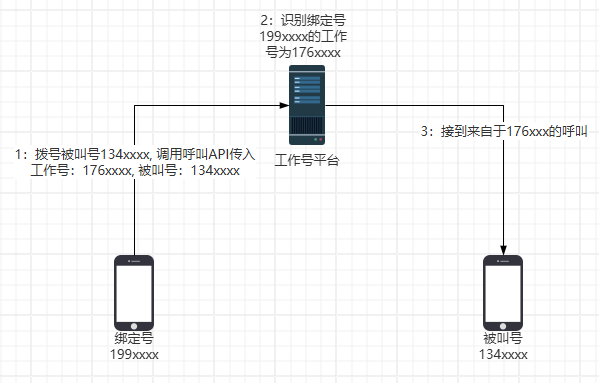 2：识别绑定号
199xxxx的工作
号为176xxxx
1：拨号被叫号134xxxx, 调用呼叫API传入
工作号：176xxxx, 被叫号：134xxxx
3：接到来自于176xxx的呼叫
工作号平台
绑定号
199xxxx
被叫号
134xxxx